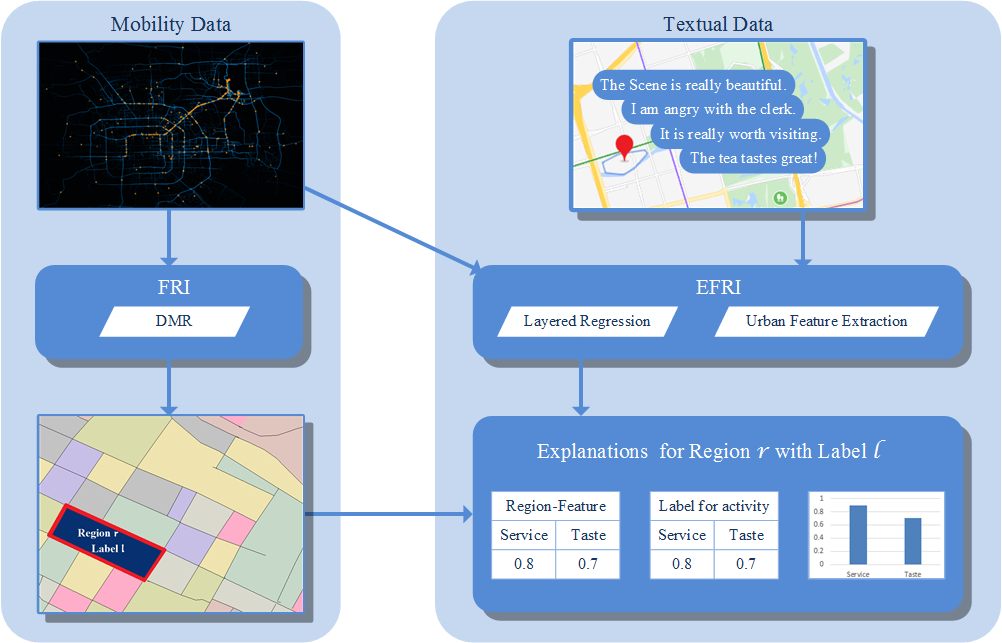 Mobility Data
FRI
DMR
Region r
Label l
Textual Data
The Scene is really beautiful.
I am angry with the clerk.
It is really worth visiting.
The tea tastes great!
EFRI
Layered Regression
Urban Feature Extraction
Explanations for Region r with Label l
Region-Feature
Service Taste
0.8 0.7
Label for activity
Service Taste
0.8 0.7
1
0.8
0.6
0.4
0.2
0
Service Taste